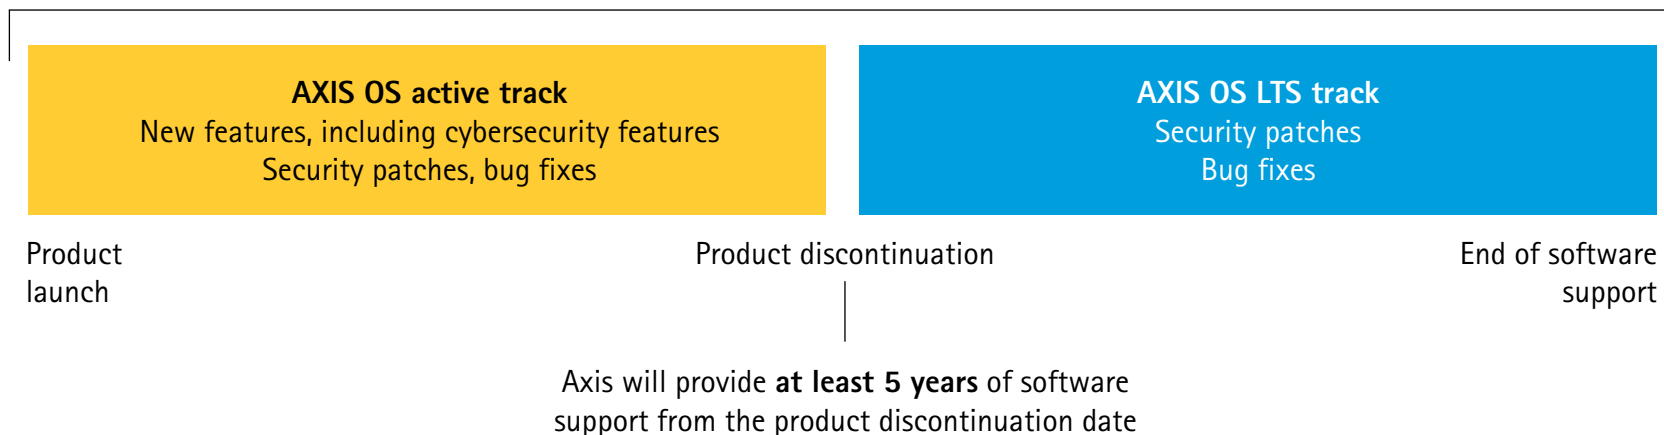 AXIS OS active track
New features, including cybersecurity features
Security patches, bug fixes
AXIS OS LTS track
Security patches
Bug fixes
Product
launch
Product discontinuation
End of software
support
Axis will provide at least 5 years of software
support from the product discontinuation date